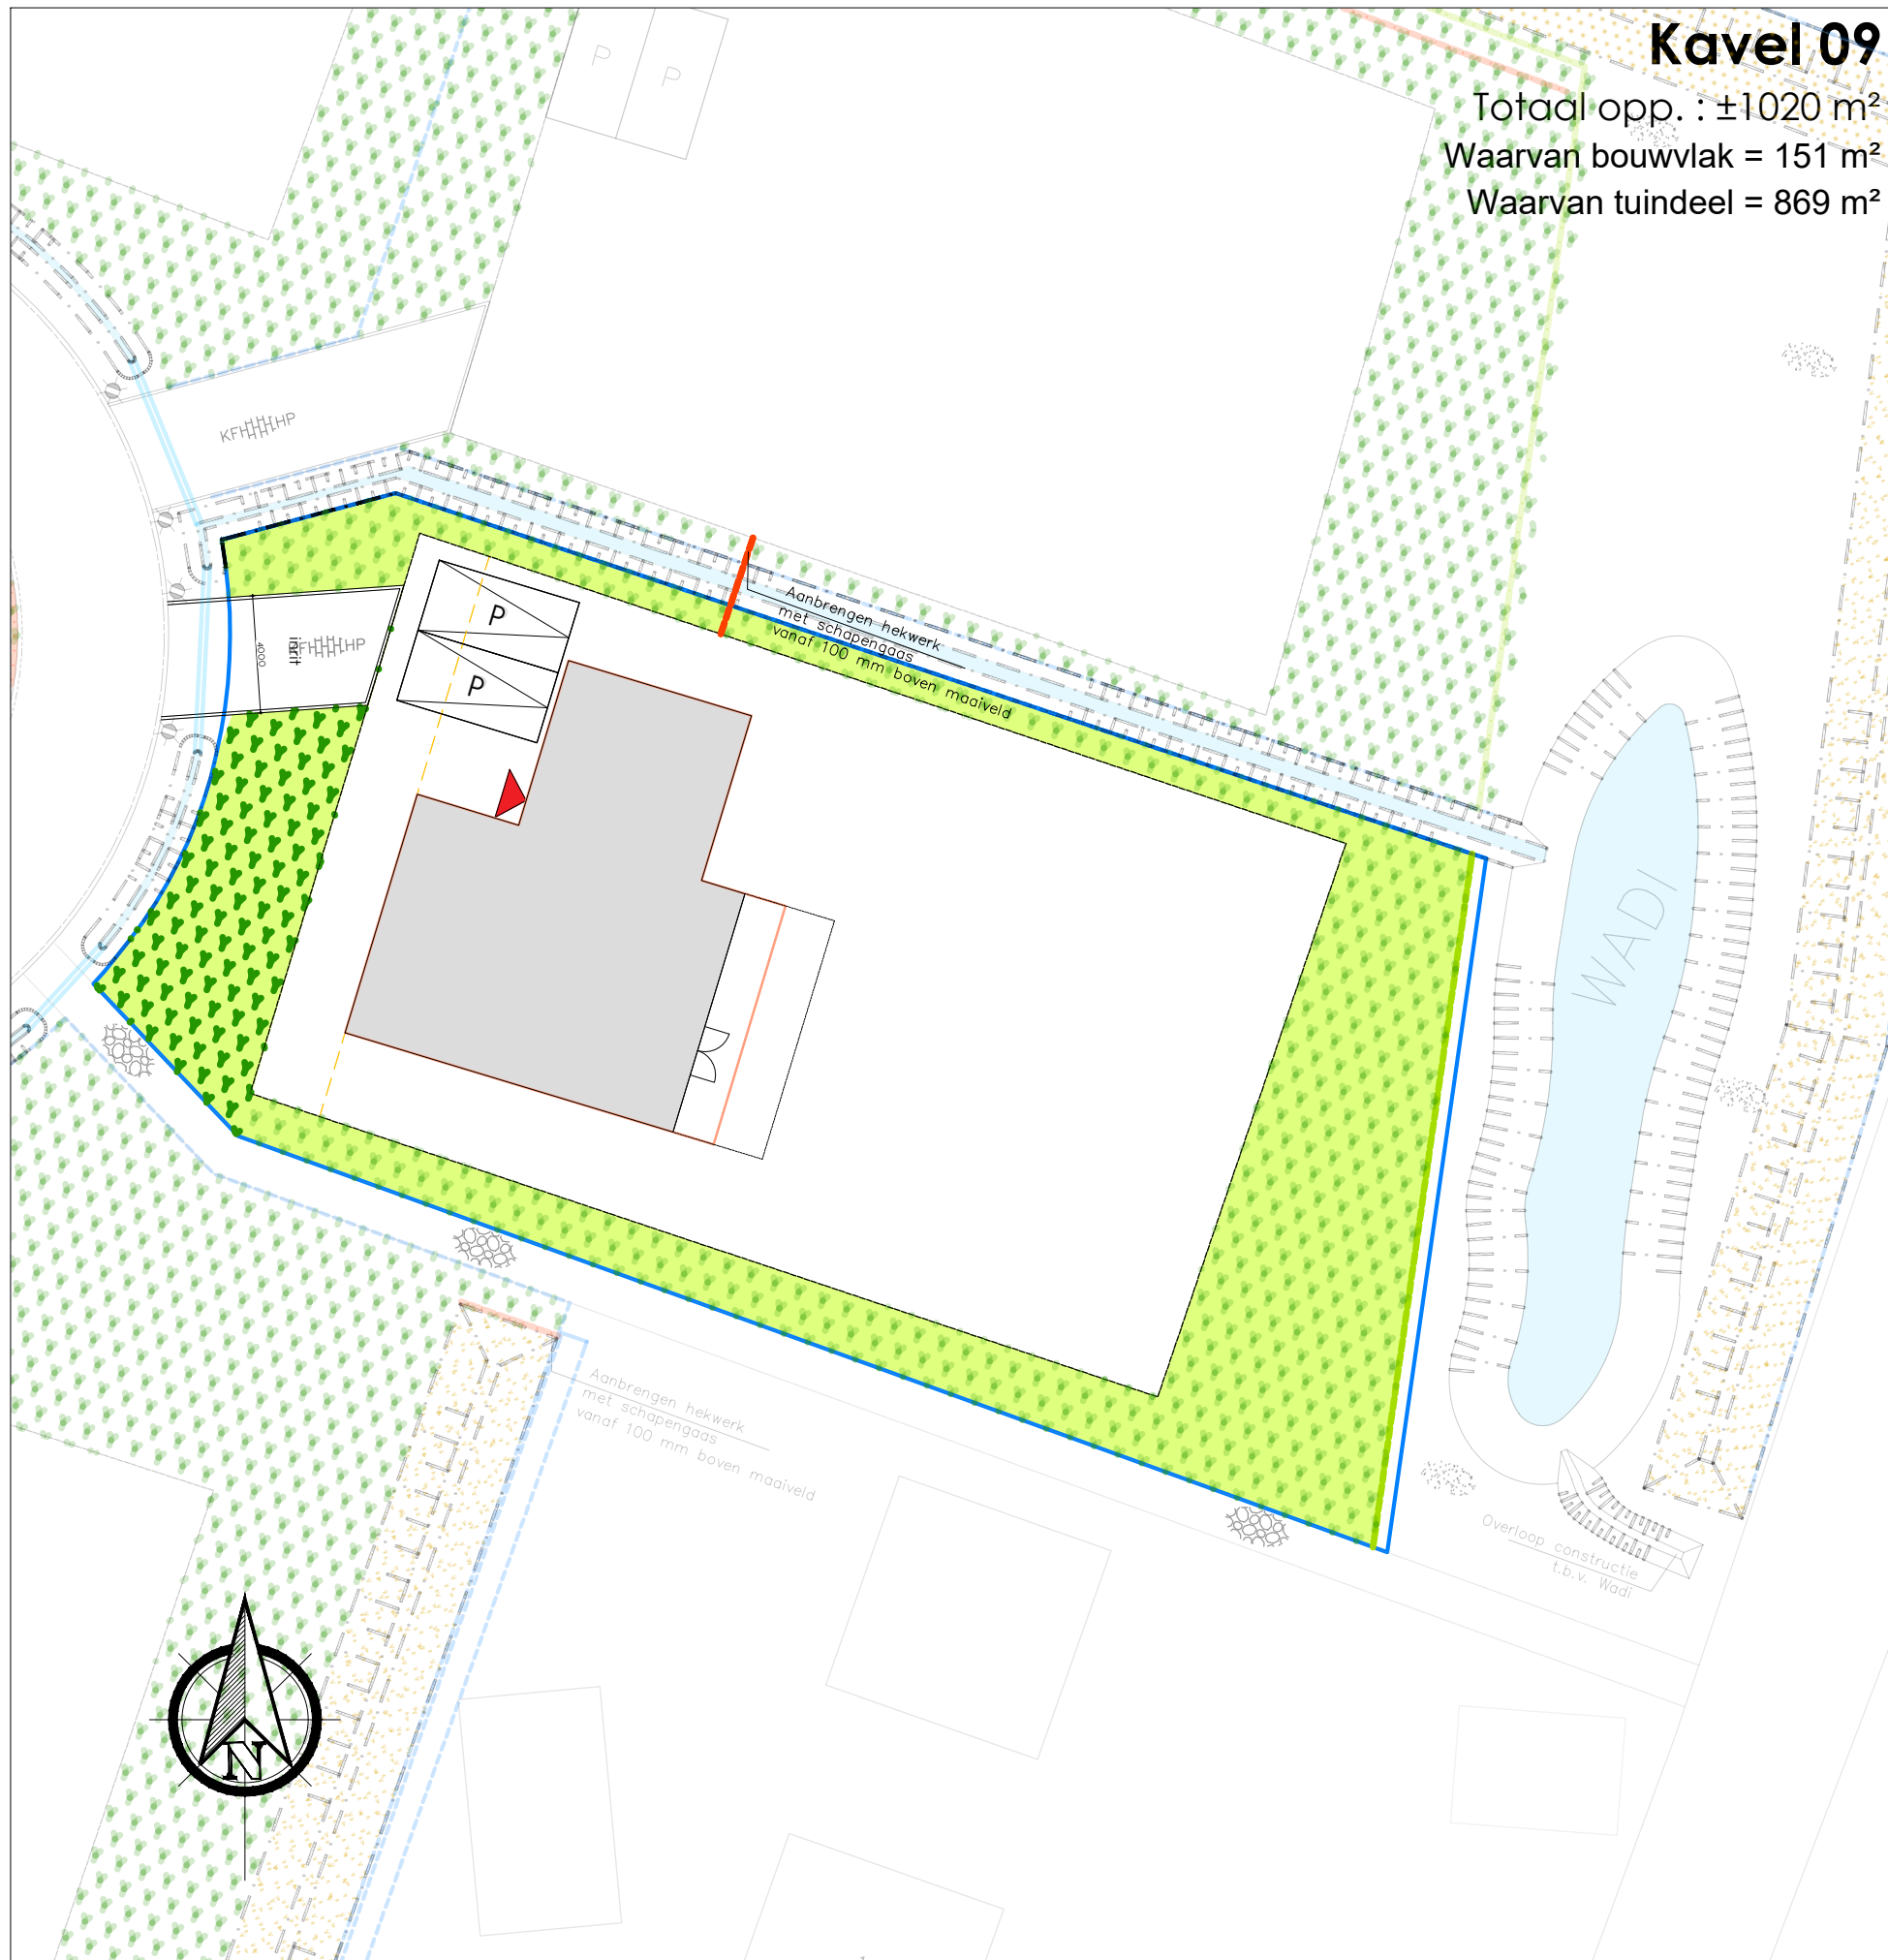 Kavel 09
Totaal opp. : ±1020 m²
Waarvan bouwvlak = 151 m²
Waarvan tuindeel = 869 m²
P
P
P
P
inrit
4000
Aanbrengen hekwerk
met schapengaas
vanaf 100 mm boven maaiveld
WADI
Aanbrengen hekwerk
met schapengaas
vanaf 100 mm boven maaiveld
Overloop constructie
t.b.v. Wadi
N